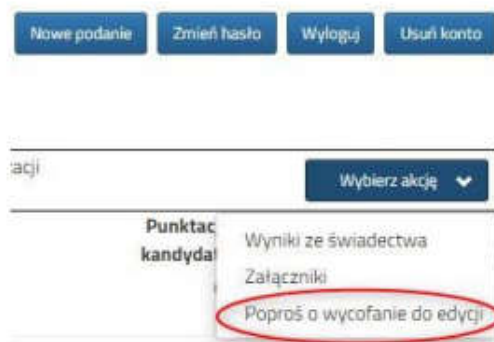 Nowe podanie Zmień hasło Wyloguj Usuń konto
acji Wybierz akcję
Punktac
kandydat
Wyniki ze świadectwa
Załączniki
Poproś o wycofanie do edycji